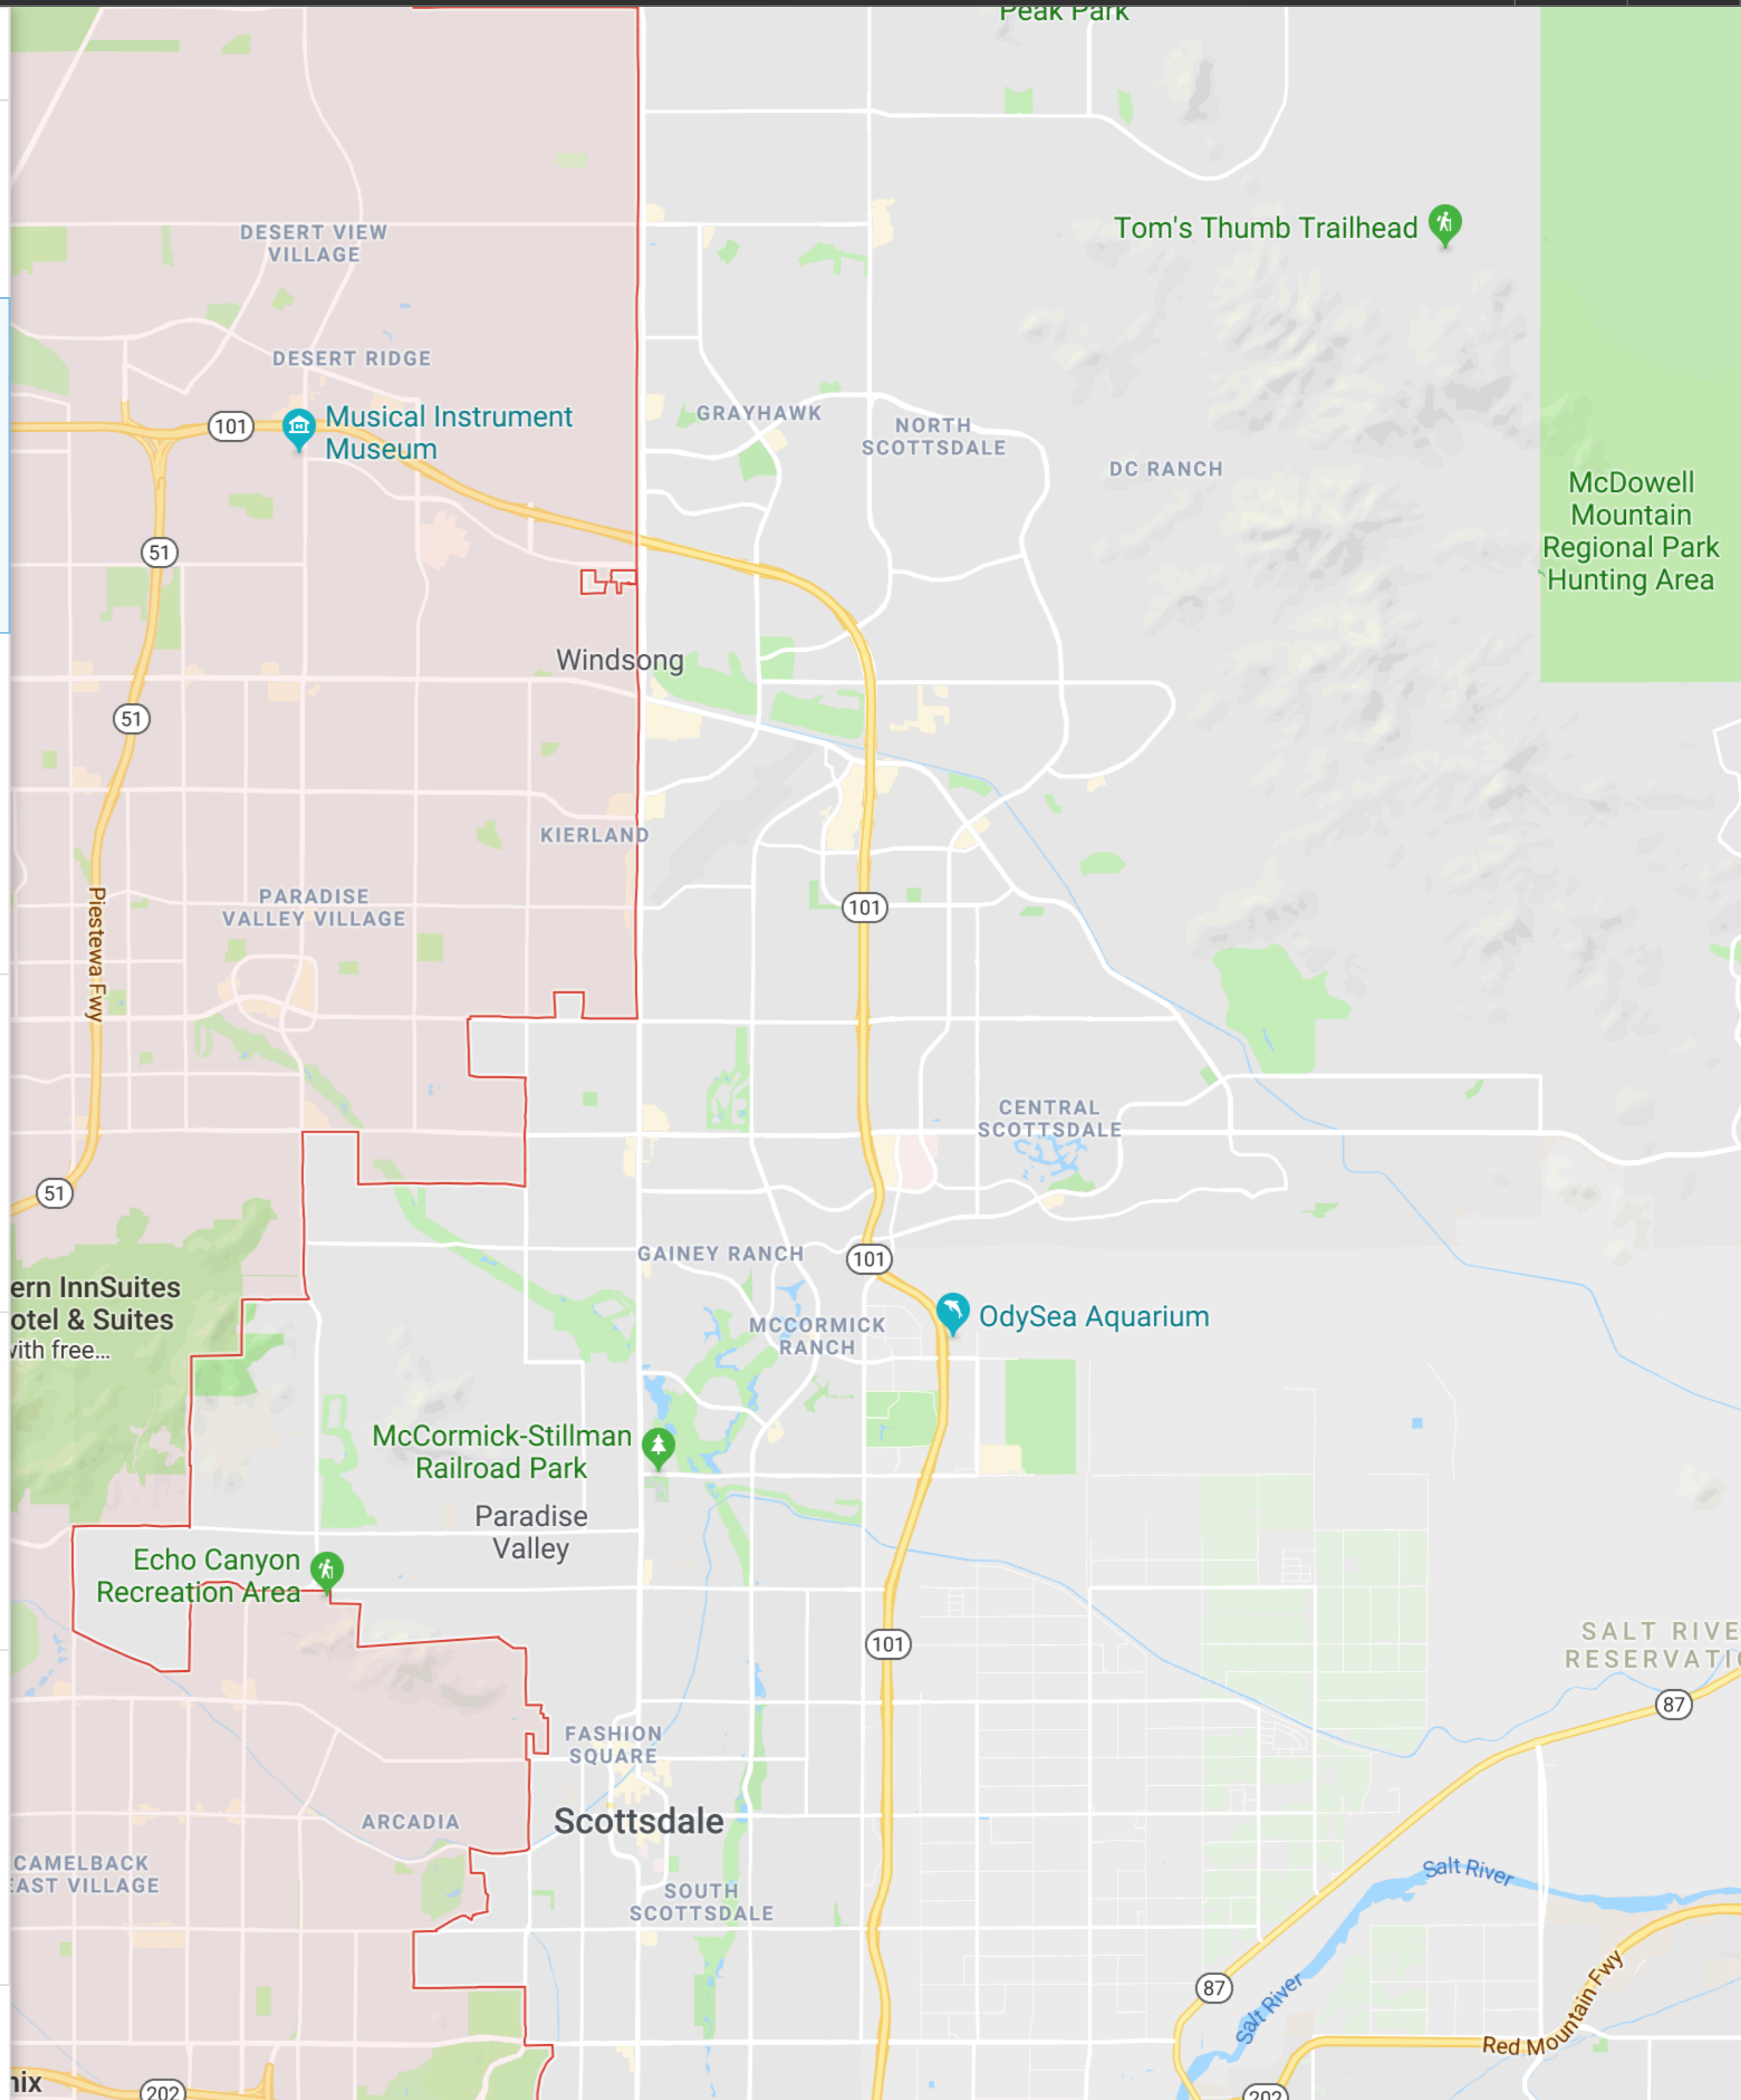 Peak Park
Tom's Thumb Trailhead
DESERT VIEW
VILLAGE
DESERT RIDGE
101
Musical Instrument
Museum
GRAYHAWK
NORTH
SCOTTSDALE
DC RANCH
McDowell
Mountain
Regional Park
Hunting Area
51
Windsong
51
KIERLAND
PARADISE
VALLEY VILLAGE
Piestewa Fwy
101
CENTRAL
SCOTTSDALE
51
GAINEY RANCH
101
ern InnSuites
otel & Suites
with free...
OdySea Aquarium
MCCORMICK
RANCH
McCormick-Stillman
Railroad Park
Paradise
Valley
Echo Canyon
Recreation Area
101
SALT RIVE
RESERVATI
87
FASHION
SQUARE
Scottsdale
ARCADIA
CAMELBACK
EAST VILLAGE
SOUTH
SCOTTSDALE
Salt River
87
Salt River
Red Mountain Fwy
nix
202
202